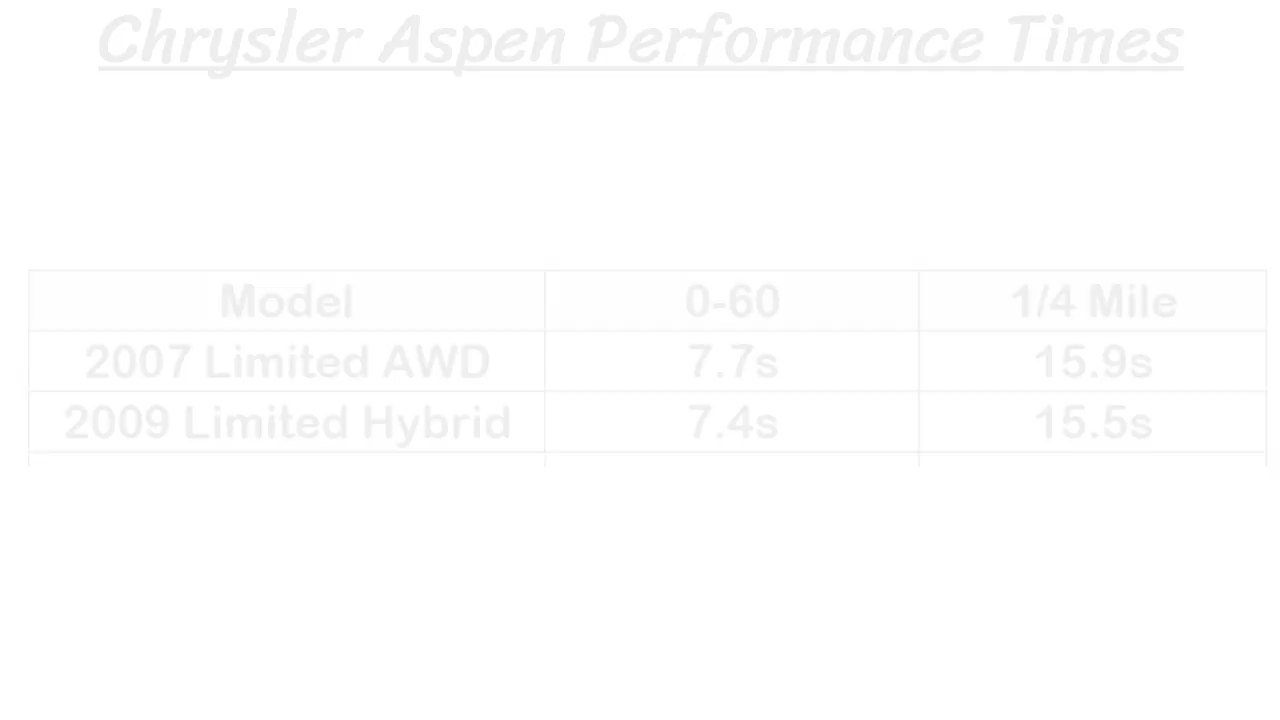 Chrysler Aspen Performance Times
Model 0-60 1/4 Mile
2007 Limited AWD 7.7s 15.9s
2009 Limited Hybrid 7.4s 15.5s